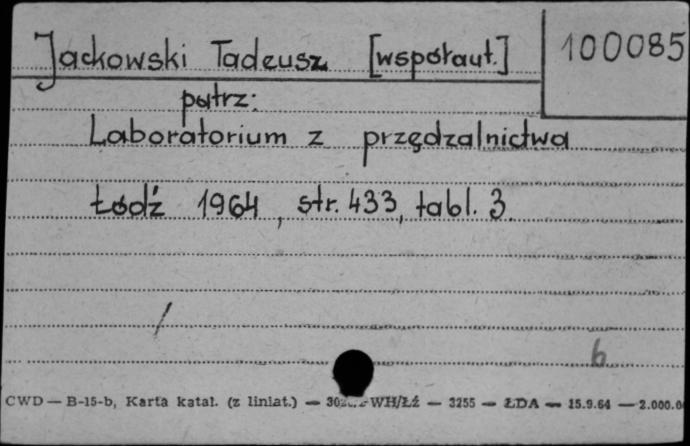 Jackowski Tadeusz [współaut.] 100085
patrz:
Laboratorium z przędzalnictwa
Łódź 1964, str. 433, tabl. 3.
b
CWD — B-15-b, Karta katal. (z liniat.) — WH/Łź — 3255 — ŁDA — 15.9.64 — 2.000.0